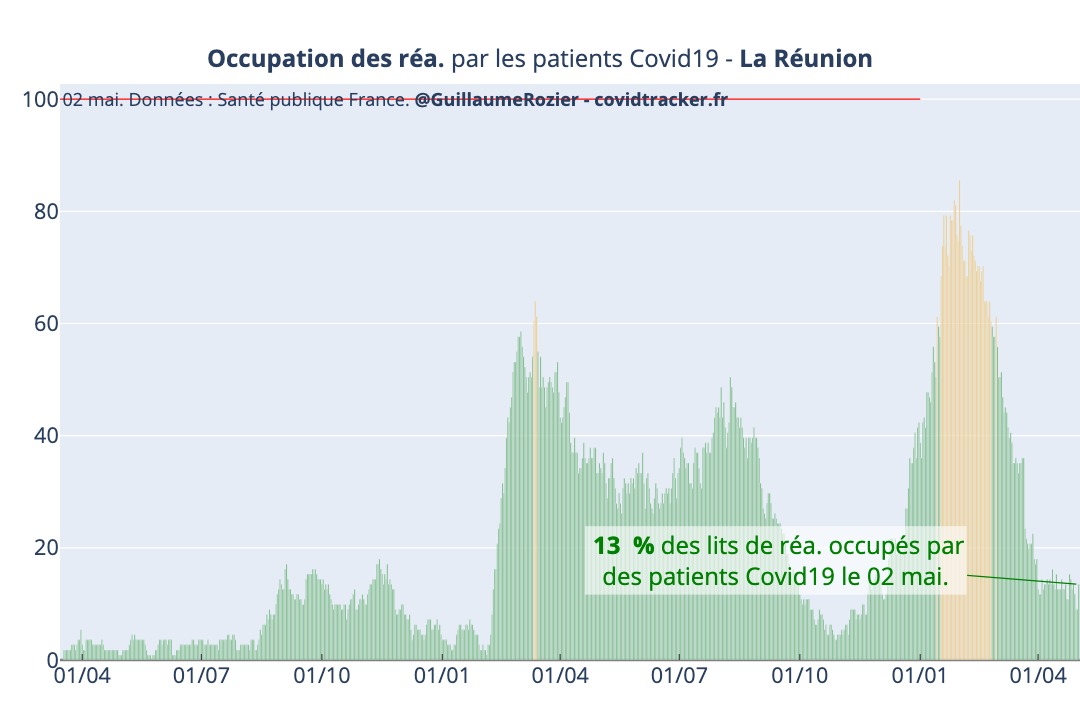 Occupation des réa. par les patients Covid19 - La Réunion
100
02 mai. Données : Santé publique France. @GuillaumeRozier - covidtracker.fr
80
60
40
20
13 % des lits de réa. occupés par
des patients Covid19 le 02 mai.
0
01/04 01/07 01/10 01/01 01/04 01/07 01/10 01/01 01/04